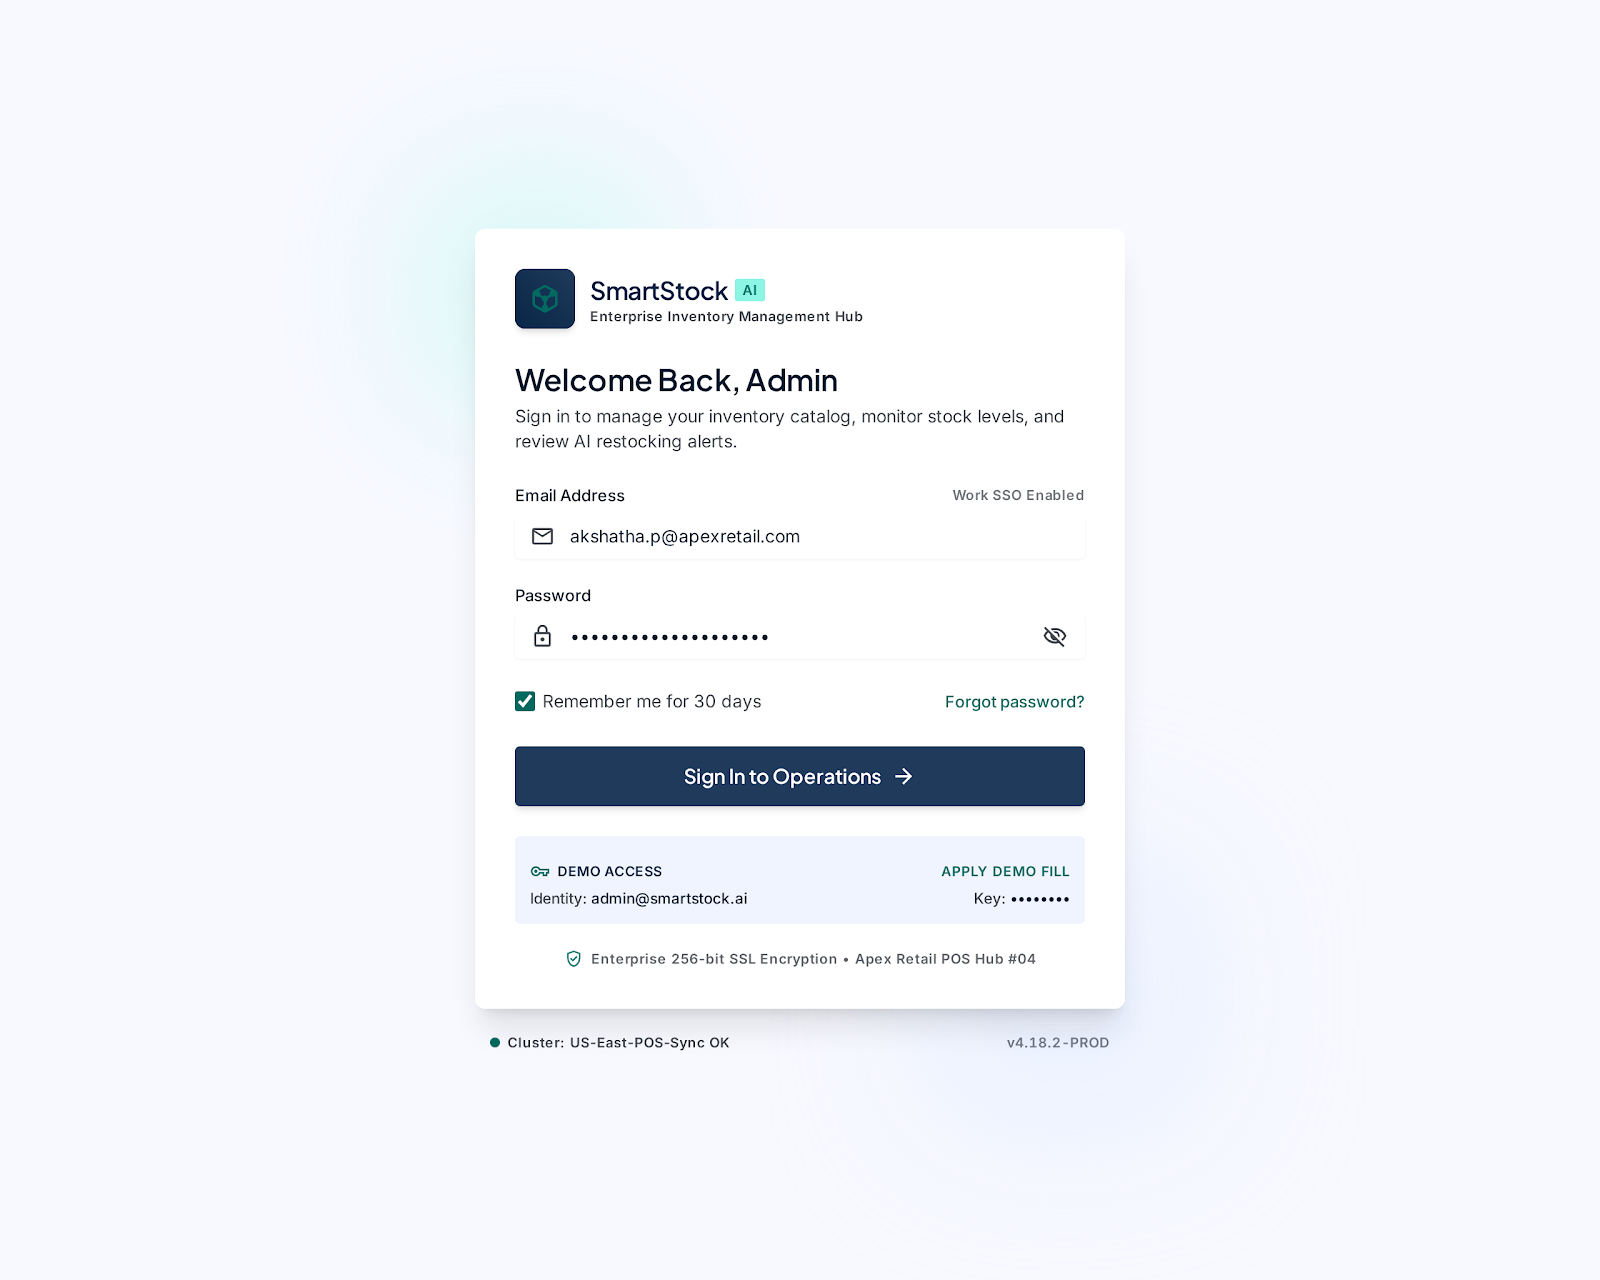 SmartStock AI
Enterprise Inventory Management Hub
Welcome Back, Admin
Sign in to manage your inventory catalog, monitor stock levels, and
review AI restocking alerts.
Email Address Work SSO Enabled
akshatha.p@apexretail.com
Password
••••••••••••••••••••
Remember me for 30 days Forgot password?
Sign In to Operations →
DEMO ACCESS APPLY DEMO FILL
Identity: admin@smartstock.ai Key: ••••••••
Enterprise 256-bit SSL Encryption • Apex Retail POS Hub #04
Cluster: US-East-POS-Sync OK v4.18.2-PROD